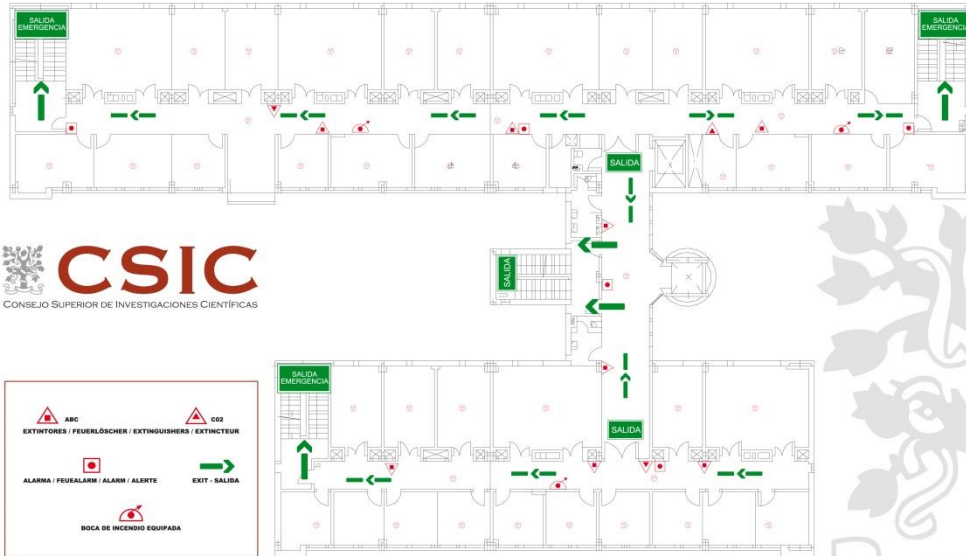 SALIDA
EMERGENCIA
SALIDA
EMERGENCIA
SALIDA
CSIC
CONSEJO SUPERIOR DE INVESTIGACIONES CIENTÍFICAS
SALIDA
SALIDA
EMERGENCIA
SALIDA
ABC
C02
EXTINTORES / FEUERLÖSCHER / EXTINGUISHERS / EXTINCTEUR
ALARMA / FEUEALARM / ALARM / ALERTE
EXIT - SALIDA
BOCA DE INCENDIO EQUIPADA